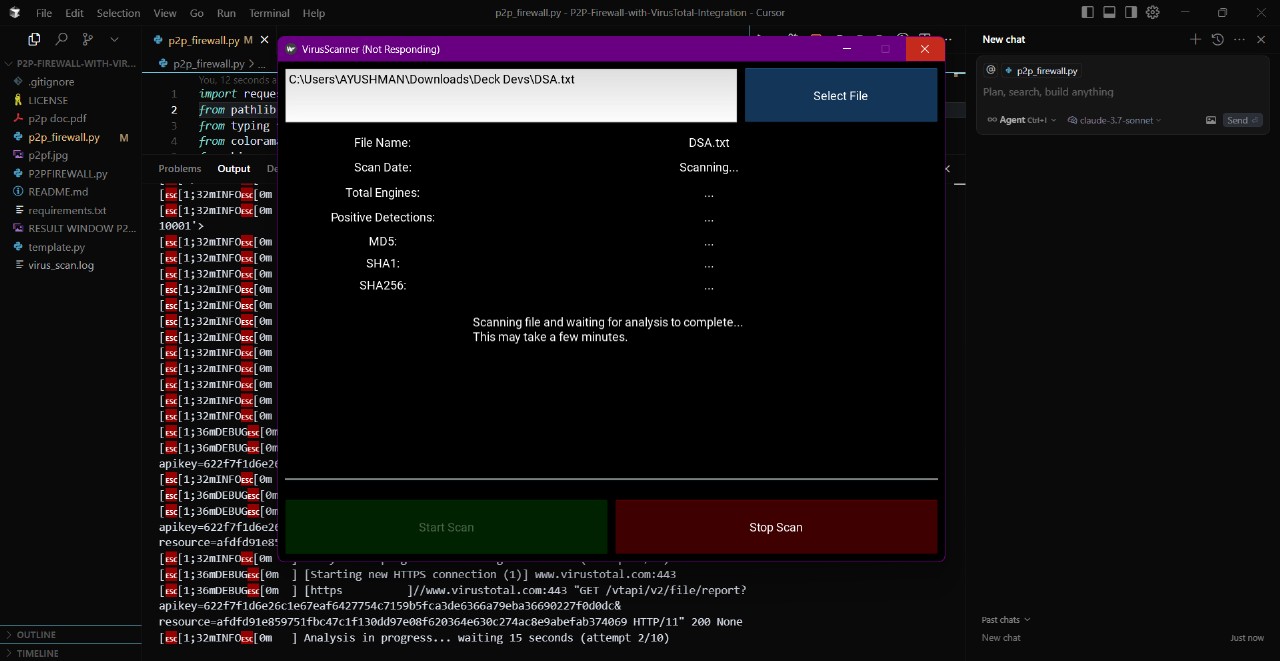 File Edit Selection View Go Run Terminal Help
p2p_firewall.py - P2P-Firewall-with-VirusTotal-Integration - Cursor
P2P-FIREWALL-WITH-VIR...
.gitignore
LICENSE
p2p doc.pdf
p2p_firewall.py M
p2pf.jpg
P2PFIREWALL.py
README.md
requirements.txt
RESULT WINDOW P2...
template.py
virus_scan.log
OUTLINE
TIMELINE
p2p_firewall.py M
p2p_firewall.py > ...
You, 12 seconds a
1 import reque
2 from pathlib
3 from typing
4 from colorama
Problems Output De
[ESC[1;32mINFOESC[0m
[ESC[1;32mINFOESC[0m
10001'>
[ESC[1;32mINFOESC[0m
[ESC[1;32mINFOESC[0m
[ESC[1;32mINFOESC[0m
[ESC[1;32mINFOESC[0m
[ESC[1;32mINFOESC[0m
[ESC[1;32mINFOESC[0m
[ESC[1;32mINFOESC[0m
[ESC[1;32mINFOESC[0m
[ESC[1;32mINFOESC[0m
[ESC[1;32mINFOESC[0m
[ESC[1;32mINFOESC[0m
[ESC[1;32mINFOESC[0m
[ESC[1;36mDEBUGESC[0m
[ESC[1;36mDEBUGESC[0m
apikey=622f7f1d6e26
[ESC[1;32mINFOESC[0m
[ESC[1;36mDEBUGESC[0m
[ESC[1;36mDEBUGESC[0m
apikey=622f7f1d6e26
resource=afdfd91e85
[ESC[1;32mINFOESC[0m
[ESC[1;36mDEBUGESC[0m ] [Starting new HTTPS connection (1)] www.virustotal.com:443
[ESC[1;36mDEBUGESC[0m ] [https ]//www.virustotal.com:443 "GET /vtapi/v2/file/report?
apikey=622f7f1d6e26c1e67eaf6427754c7159b5fca3de6366a79eba36690227f0d0dc&
resource=afdfd91e859751fbc47c1f130dd97e08f620364e630c274ac8e9abefab374069 HTTP/11" 200 None
[ESC[1;32mINFOESC[0m ] Analysis in progress... waiting 15 seconds (attempt 2/10)
VirusScanner (Not Responding)
C:\Users\AYUSHMAN\Downloads\Deck Devs\DSA.txt
Select File
File Name: DSA.txt
Scan Date: Scanning...
Total Engines: ...
Positive Detections: ...
MD5: ...
SHA1: ...
SHA256: ...
Scanning file and waiting for analysis to complete...
This may take a few minutes.
Start Scan
Stop Scan
New chat
@ p2p_firewall.py
Plan, search, build anything
Agent Ctrl+I claude-3.7-sonnet Send
Past chats
New chat Just now